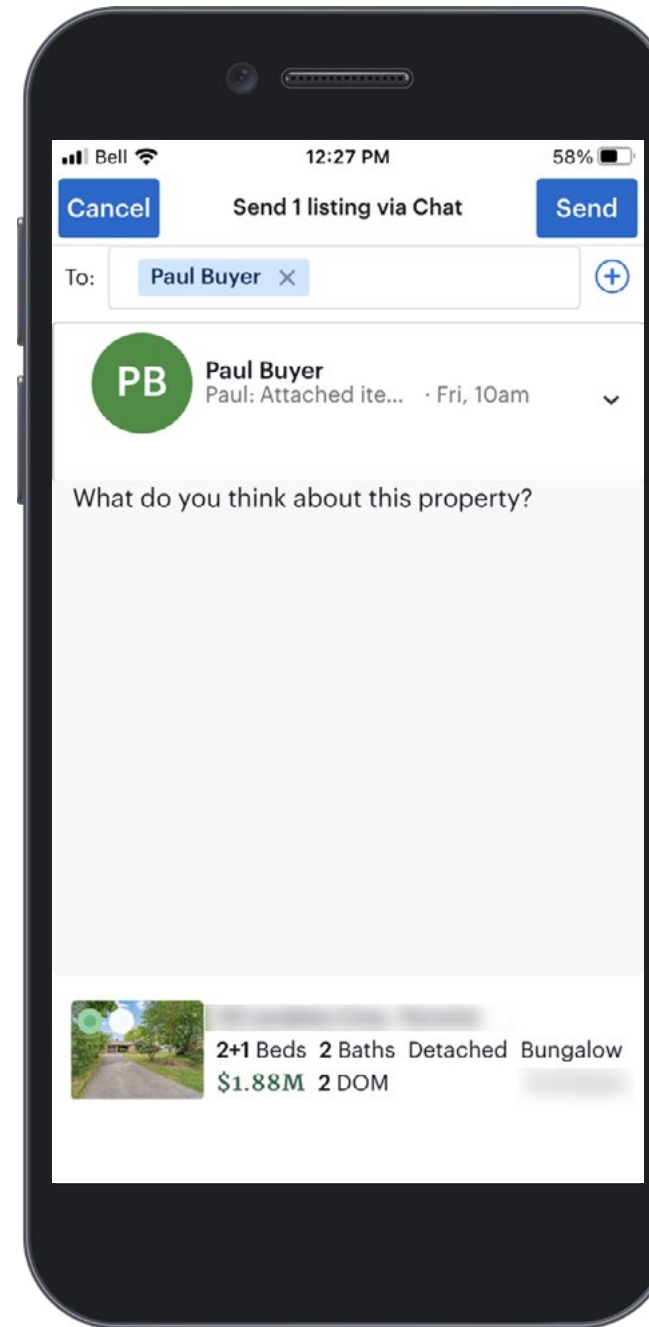 Bell 12:27 PM 58%
Cancel Send 1 listing via Chat Send
To: Paul Buyer
PB Paul Buyer
Paul: Attached ite... · Fri, 10am
What do you think about this property?
2+1 Beds 2 Baths Detached Bungalow
$1.88M 2 DOM